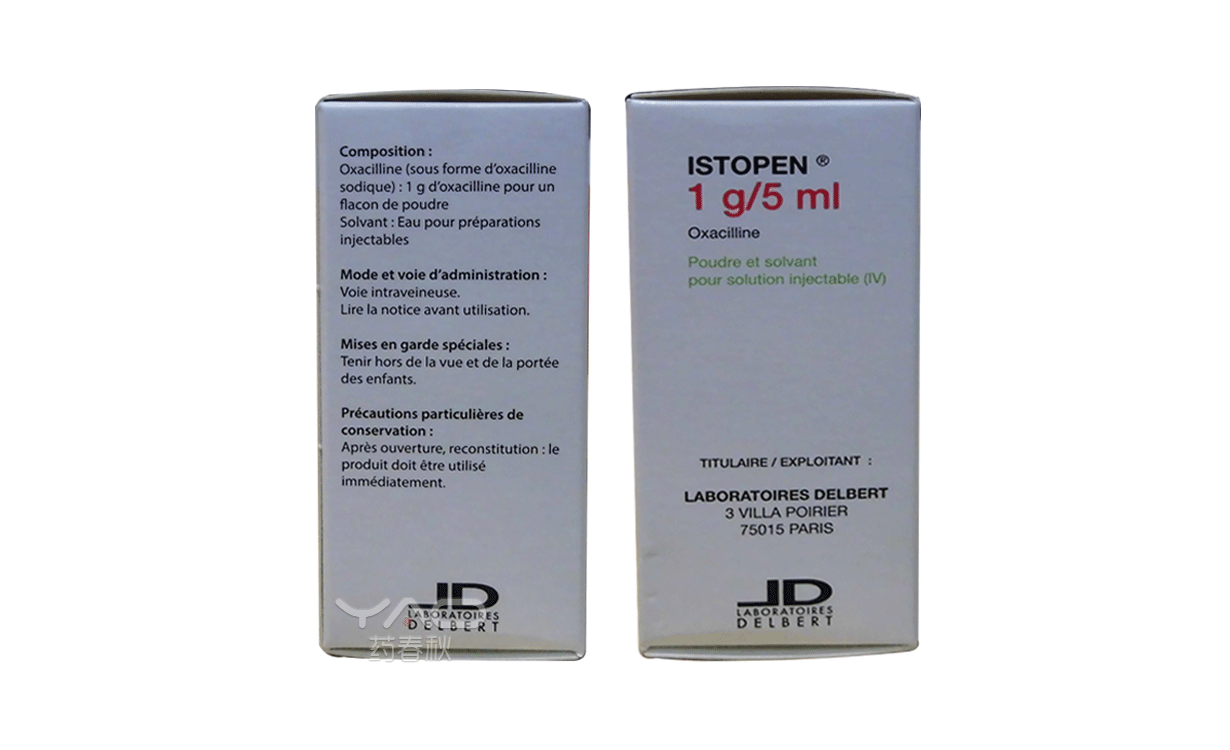 Composition :
Oxacilline (sous forme d'oxacilline
sodique) : 1 g d'oxacilline pour un
flacon de poudre
Solvant : Eau pour préparations
injectables
Mode et voie d'administration :
Voie intraveineuse.
Lire la notice avant utilisation.
Mises en garde spéciales :
Tenir hors de la vue et de la portée
des enfants.
Précautions particulières de
conservation :
Après ouverture, reconstitution : le
produit doit être utilisé
immédiatement.
JD
LABORATOIRES
DELBERT
YACQ
药春秋
ISTOPEN ®
1 g/5 ml
Oxacilline
Poudre et solvant
pour solution injectable (IV)
TITULAIRE / EXPLOITANT :
LABORATOIRES DELBERT
3 VILLA POIRIER
75015 PARIS
JD
LABORATOIRES
DELBERT